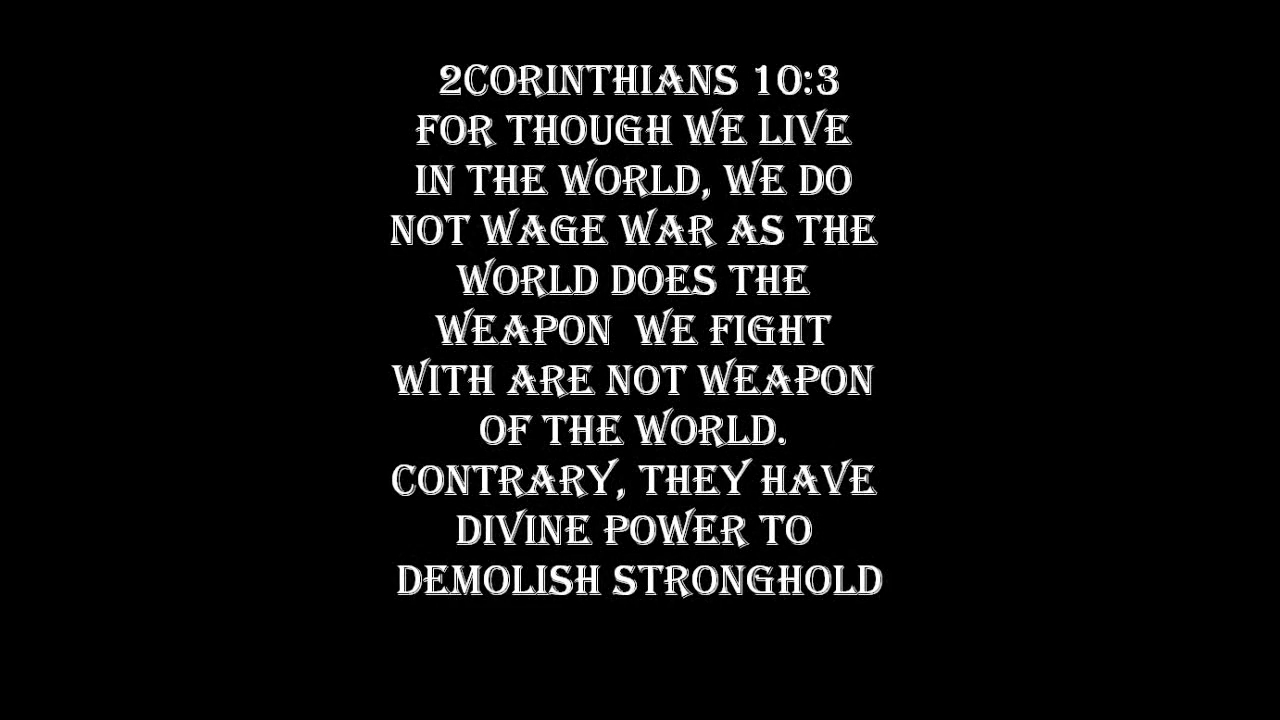 2CORINTHIANS 10:3
FOR THOUGH WE LIVE
IN THE WORLD, WE DO
NOT WAGE WAR AS THE
WORLD DOES THE
WEAPON WE FIGHT
WITH ARE NOT WEAPON
OF THE WORLD.
CONTRARY, THEY HAVE
DIVINE POWER TO
DEMOLISH STRONGHOLD